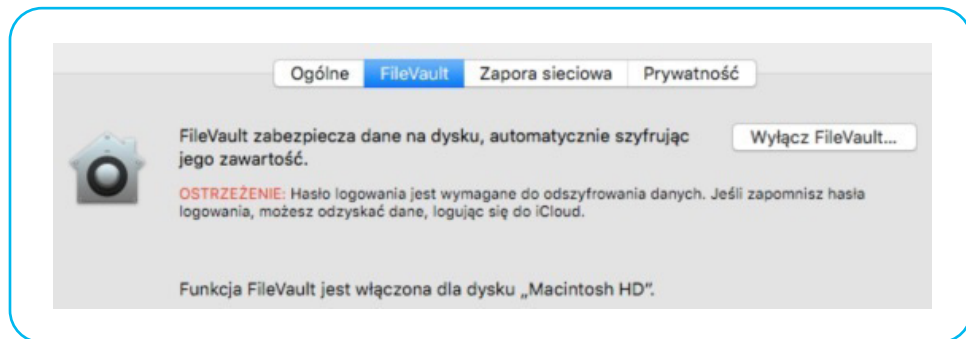 Ogólne FileVault Zapora sieciowa Prywatność
FileVault zabezpiecza dane na dysku, automatycznie szyfrując
jego zawartość.
Wyłącz FileVault...
OSTRZEŻENIE: Hasło logowania jest wymagane do odszyfrowania danych. Jeśli zapomnisz hasła
logowania, możesz odzyskać dane, logując się do iCloud.
Funkcja FileVault jest włączona dla dysku „Macintosh HD”.